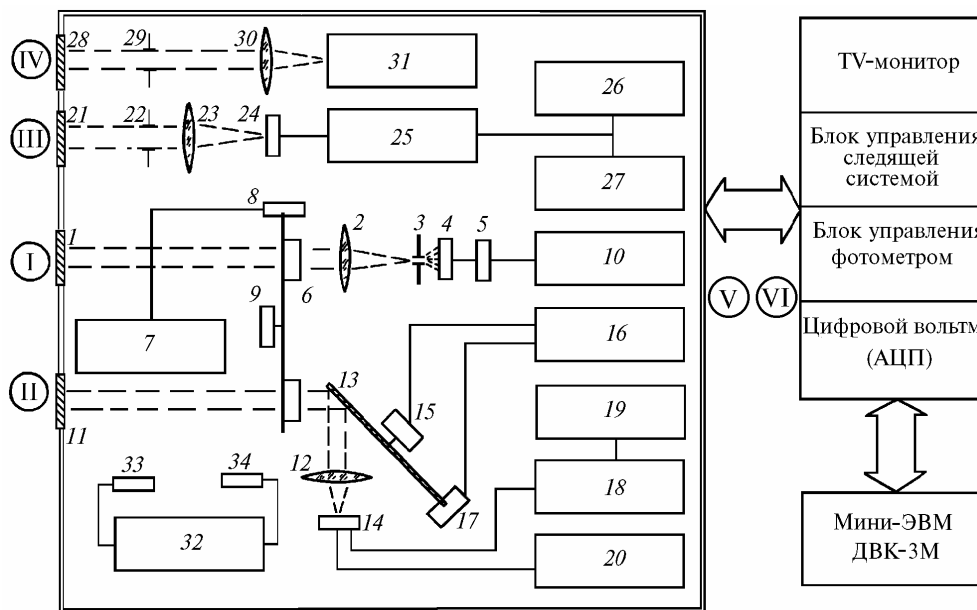 28 29 30
IV
31
TV-монитор
26
21 22 23 24
III
25
Блок управления
следящей
системой
27
8
1 2 3 4 5
I
10
Блок управления
фотометром
6
9
V VI
7
16
Цифровой вольтм
(АЦП)
II
13
15
19
11
33 34 12
18
14 17
32
20
Мини-ЭВМ
ДВК-3М